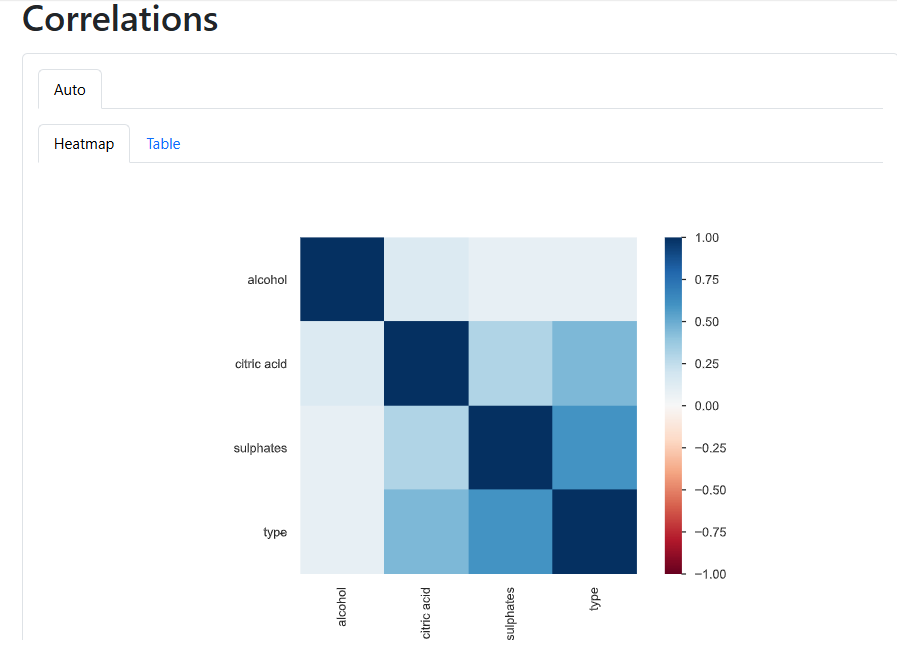 Correlations
Auto
Heatmap Table
1.00
alcohol
0.75
0.50
citric acid
0.25
0.00
sulphates
−0.25
−0.50
type
−0.75
−1.00
alcohol
citric acid
sulphates
type